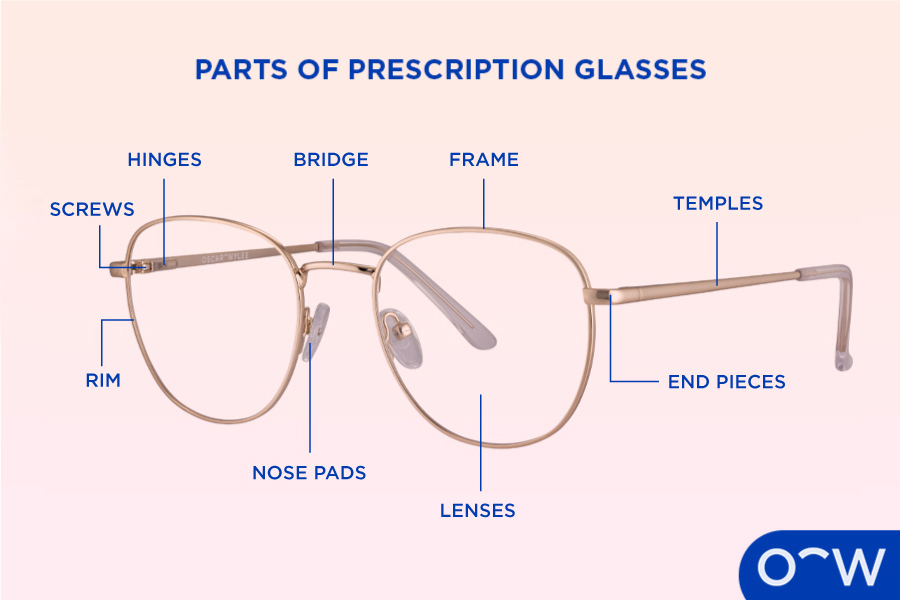 PARTS OF PRESCRIPTION GLASSES
HINGES
BRIDGE
FRAME
SCREWS
TEMPLES
OSCAR WYLEE
RIM
END PIECES
NOSE PADS
LENSES
O⁀W